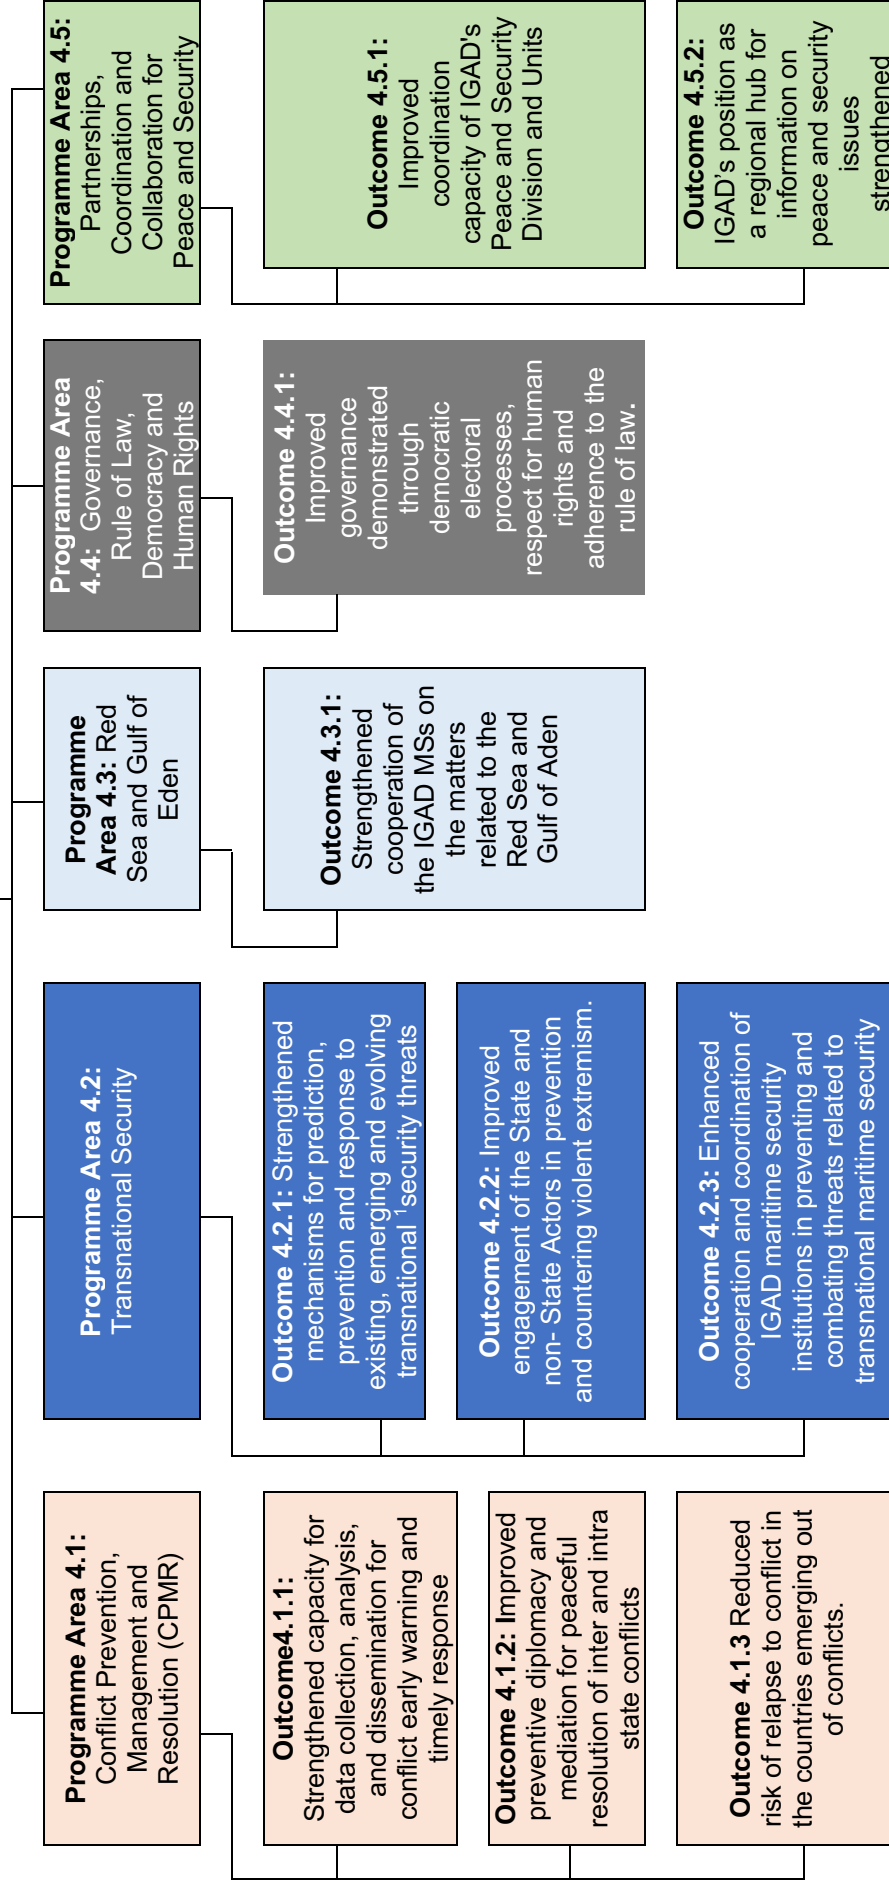 Programme Area 4.1:
Conflict Prevention,
Management and
Resolution (CPMR)
Outcome4.1.1:
Strengthened capacity for
data collection, analysis,
and dissemination for
conflict early warning and
timely response
Outcome 4.1.2: Improved
preventive diplomacy and
mediation for peaceful
resolution of inter and intra
state conflicts
Outcome 4.1.3 Reduced
risk of relapse to conflict in
the countries emerging out
of conflicts.
Programme Area 4.2:
Transnational Security
Outcome 4.2.1: Strengthened
mechanisms for prediction,
prevention and response to
existing, emerging and evolving
transnational ¹security threats
Outcome 4.2.2: Improved
engagement of the State and
non- State Actors in prevention
and countering violent extremism.
Outcome 4.2.3: Enhanced
cooperation and coordination of
IGAD maritime security
institutions in preventing and
combating threats related to
transnational maritime security
Programme
Area 4.3: Red
Sea and Gulf of
Eden
Outcome 4.3.1:
Strengthened
cooperation of
the IGAD MSs on
the matters
related to the
Red Sea and
Gulf of Aden
Programme Area
4.4: Governance,
Rule of Law,
Democracy and
Human Rights
Outcome 4.4.1:
Improved
governance
demonstrated
through
democratic
electoral
processes,
respect for human
rights and
adherence to the
rule of law.
Programme Area 4.5:
Partnerships,
Coordination and
Collaboration for
Peace and Security
Outcome 4.5.1:
Improved
coordination
capacity of IGAD's
Peace and Security
Division and Units
Outcome 4.5.2:
IGAD’s position as
a regional hub for
information on
peace and security
issues
strengthened